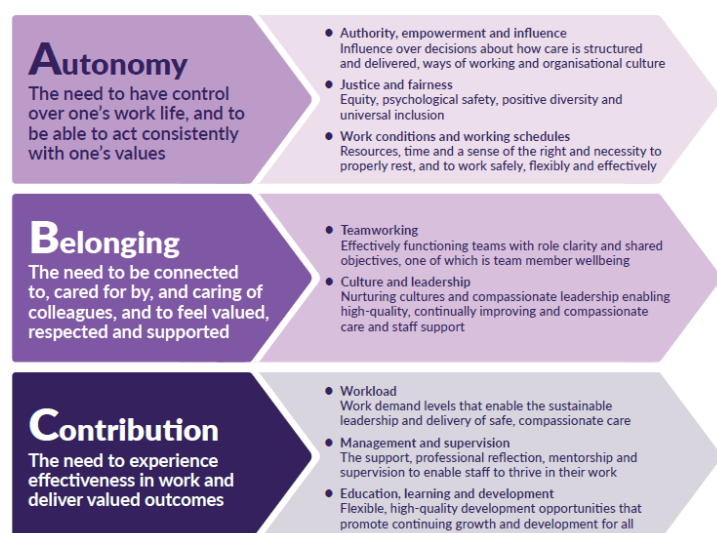 Autonomy
The need to have control
over one's work life, and to
be able to act consistently
with one's values
● Authority, empowerment and influence
Influence over decisions about how care is structured
and delivered, ways of working and organisational culture
● Justice and fairness
Equity, psychological safety, positive diversity and
universal inclusion
● Work conditions and working schedules
Resources, time and a sense of the right and necessity to
properly rest, and to work safely, flexibly and effectively
Belonging
The need to be connected
to, cared for by, and caring of
colleagues, and to feel valued,
respected and supported
● Teamworking
Effectively functioning teams with role clarity and shared
objectives, one of which is team member wellbeing
● Culture and leadership
Nurturing cultures and compassionate leadership enabling
high-quality, continually improving and compassionate
care and staff support
Contribution
The need to experience
effectiveness in work and
deliver valued outcomes
● Workload
Work demand levels that enable the sustainable
leadership and delivery of safe, compassionate care
● Management and supervision
The support, professional reflection, mentorship and
supervision to enable staff to thrive in their work
● Education, learning and development
Flexible, high-quality development opportunities that
promote continuing growth and development for all